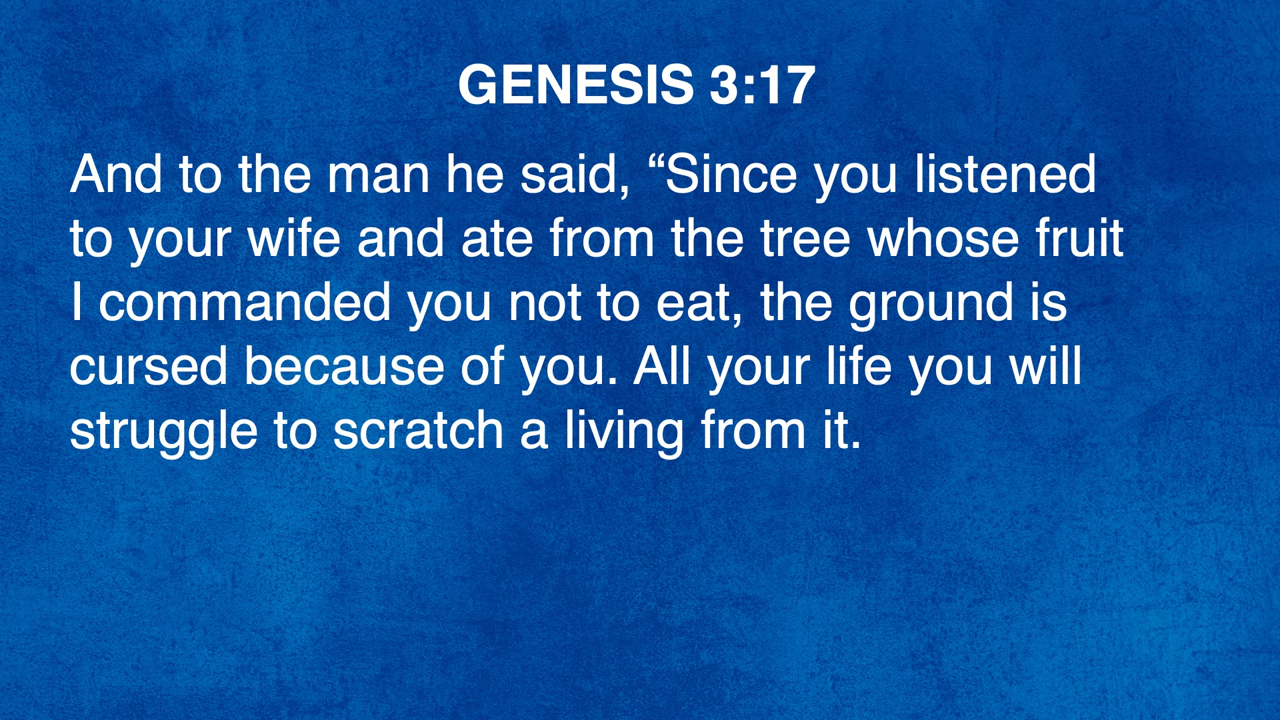 GENESIS 3:17
And to the man he said, “Since you listened
to your wife and ate from the tree whose fruit
I commanded you not to eat, the ground is
cursed because of you. All your life you will
struggle to scratch a living from it.